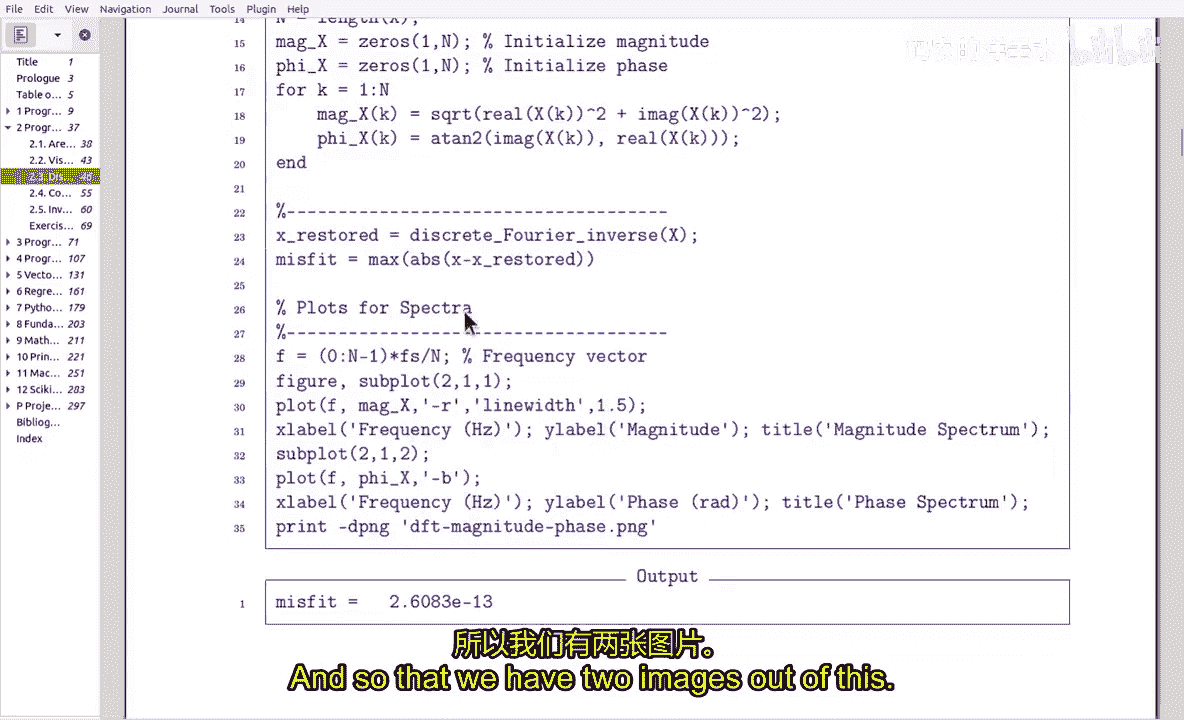 File Edit View Navigation Journal Tools Plugin Help
Title 1
Prologue 3
Table o... 5
1 Progr... 9
2 Progr... 37
2.1. Are... 38
2.2. Vis... 43
2.4. Co... 55
2.5. Inv... 60
Exercis... 69
3 Progr... 71
4 Progr... 107
5 Vecto... 131
6 Regre... 161
7 Pytho... 179
8 Funda... 203
9 Math... 211
10 Prin... 221
11 Mac... 251
12 Sciki... 283
P Proje... 297
Bibliog...
Index
14 N = length(X);
15 mag_X = zeros(1,N); % Initialize magnitude
16 phi_X = zeros(1,N); % Initialize phase
17 for k = 1:N
18 mag_X(k) = sqrt(real(X(k))^2 + imag(X(k))^2);
19 phi_X(k) = atan2(imag(X(k)), real(X(k)));
20 end
21
22 %-------------------------------------
23 x_restored = discrete_Fourier_inverse(X);
24 misfit = max(abs(x-x_restored))
25
26 % Plots for Spectra
27 %-------------------------------------
28 f = (0:N-1)*fs/N; % Frequency vector
29 figure, subplot(2,1,1);
30 plot(f, mag_X,'-r','linewidth',1.5);
31 xlabel('Frequency (Hz)'); ylabel('Magnitude'); title('Magnitude Spectrum');
32 subplot(2,1,2);
33 plot(f, phi_X,'-b');
34 xlabel('Frequency (Hz)'); ylabel('Phase (rad)'); title('Phase Spectrum');
35 print -dpng 'dft-magnitude-phase.png'
Output
1 misfit = 2.6083e-13
所以我们有两张图片。
And so that we have two images out of this.